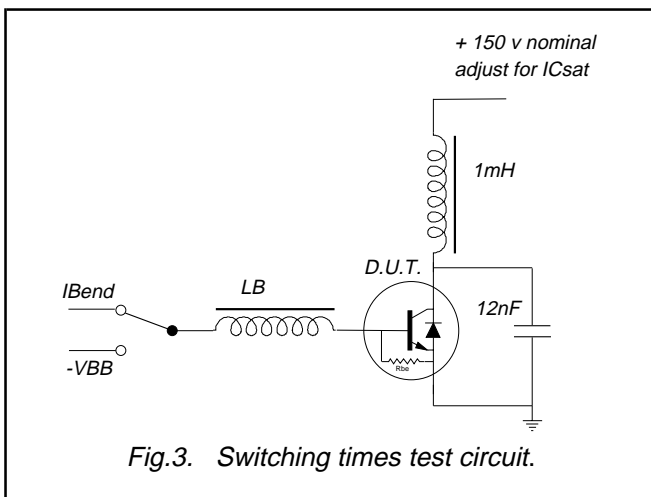 + 150 v nominal
adjust for ICsat
1mH
D.U.T.
LB
IBend
12nF
-VBB
Rbe
Fig.3. Switching times test circuit.